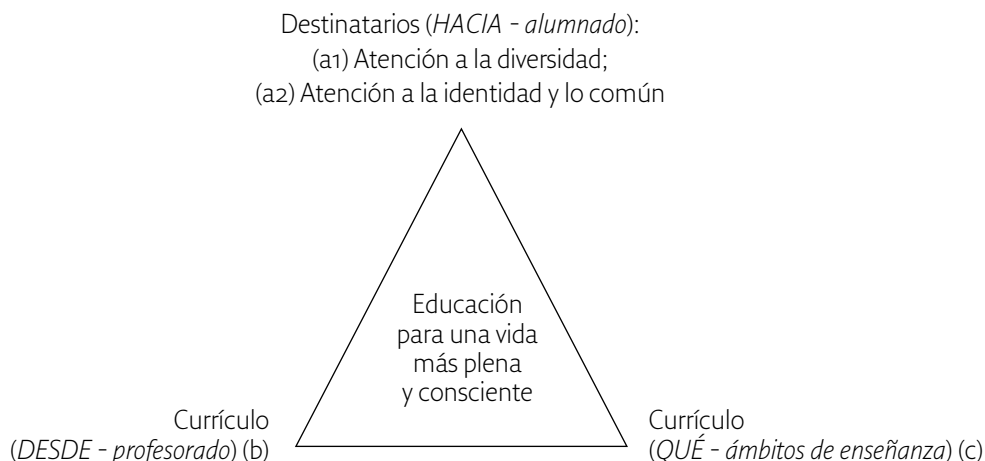 Destinatarios (HACIA - alumnado):
(a1) Atención a la diversidad;
(a2) Atención a la identidad y lo común
Educación
para una vida
más plena
y consciente
Currículo
(DESDE - profesorado) (b)
Currículo
(QUÉ - ámbitos de enseñanza) (c)